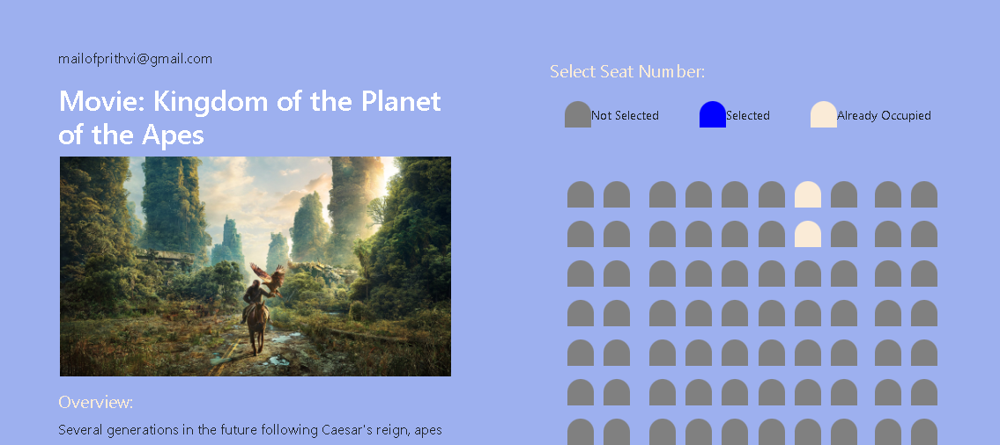 mailofprithvi@gmail.com
Movie: Kingdom of the Planet
of the Apes
Overview:
Several generations in the future following Caesar's reign, apes
Select Seat Number:
Not Selected
Selected
Already Occupied